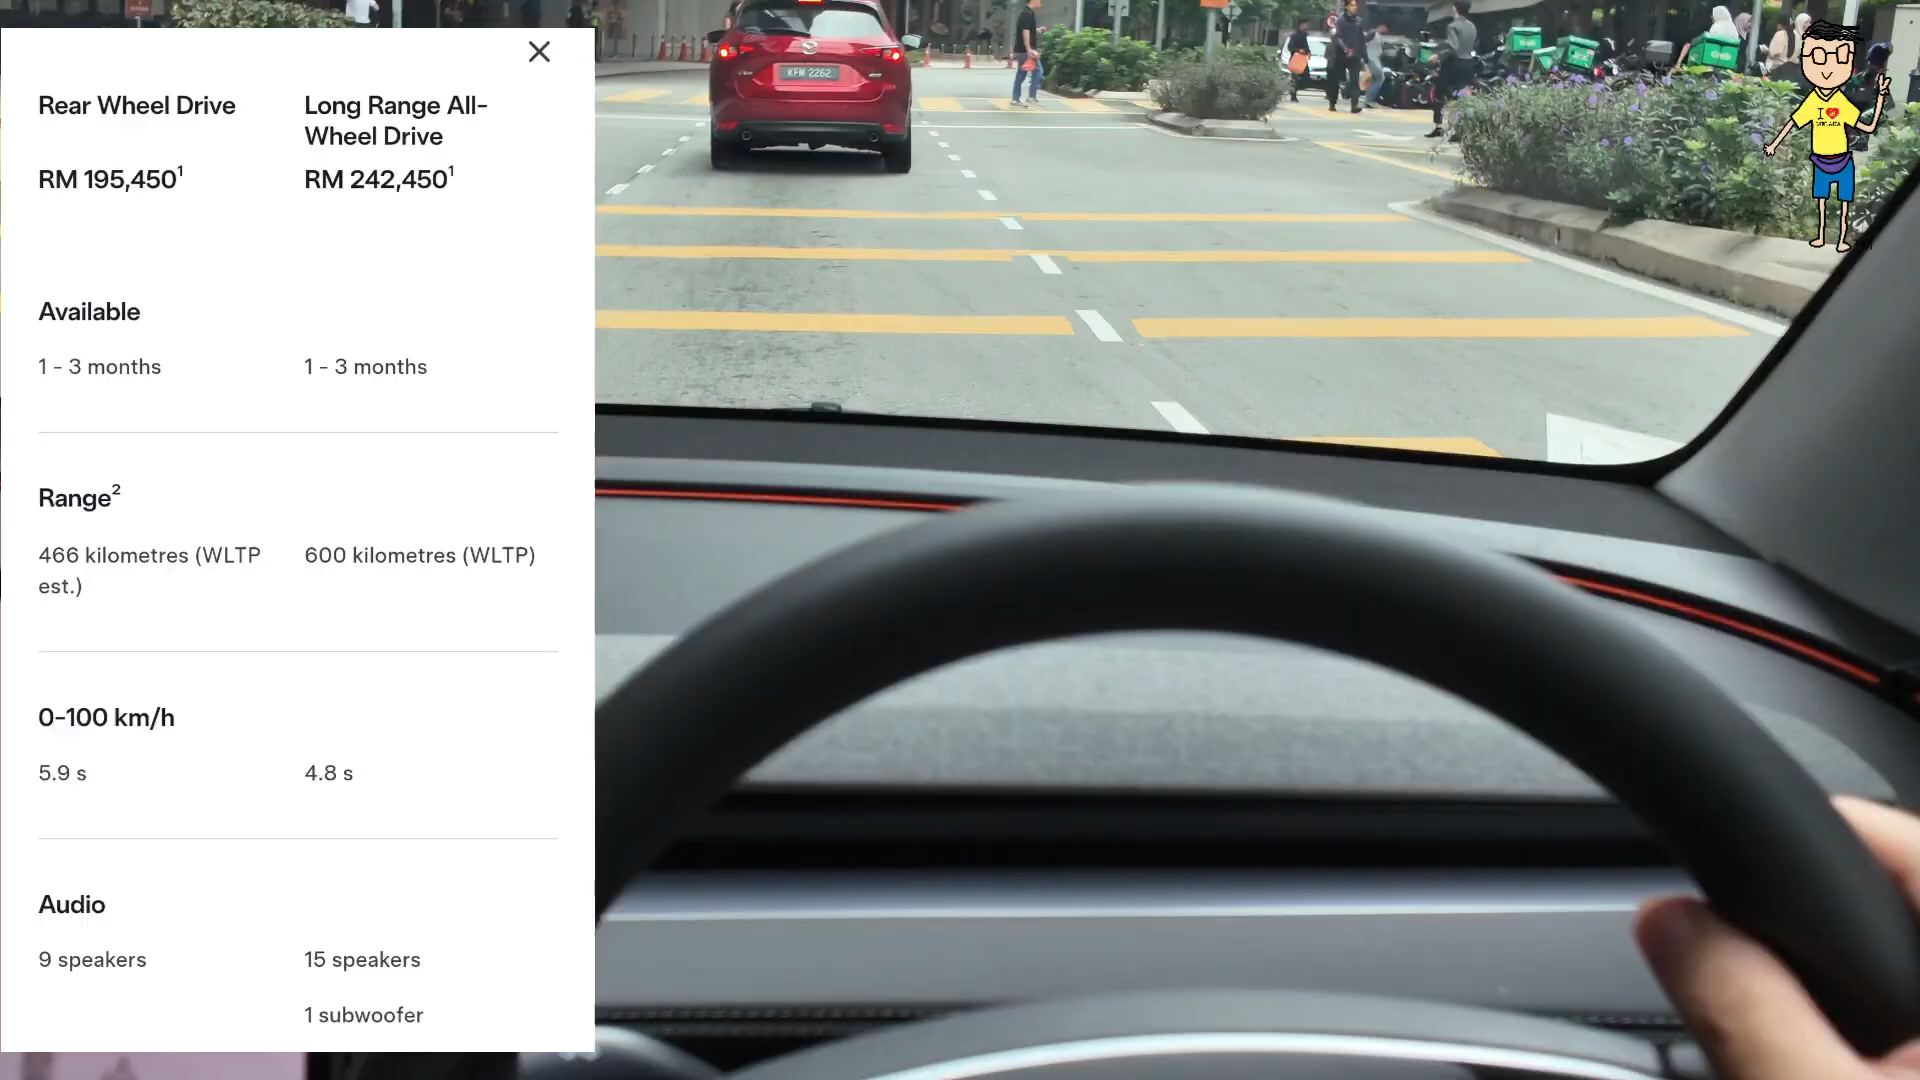 Rear Wheel Drive
Long Range All-
Wheel Drive
RM 195,450¹
RM 242,450¹
Available
1 - 3 months
1 - 3 months
Range²
466 kilometres (WLTP
est.)
600 kilometres (WLTP)
0-100 km/h
5.9 s
4.8 s
Audio
9 speakers
15 speakers
1 subwoofer
KFM 2262
I